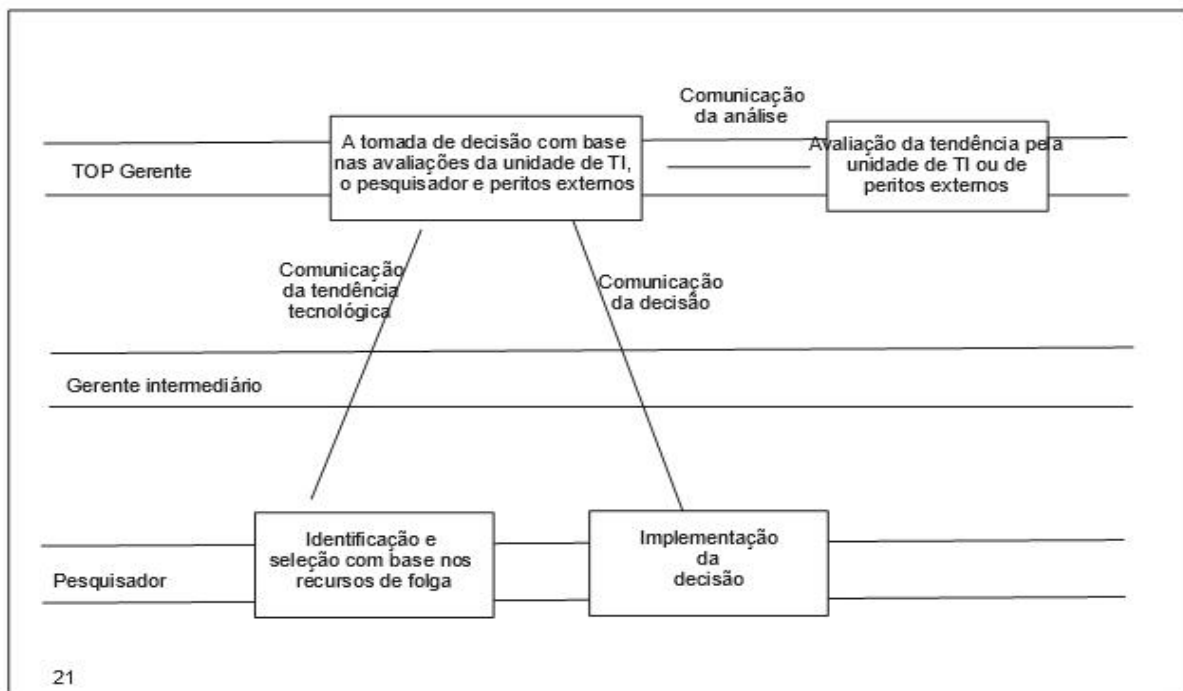 Comunicação
da análise
A tomada de decisão com base
nas avaliações da unidade de TI,
o pesquisador e peritos externos
Avaliação da tendência pela
unidade de TI ou de
peritos externos
TOP Gerente
Comunicação
da tendência
tecnológica
Comunicação
da decisão
Gerente intermediário
Identificação e
seleção com base nos
recursos de folga
Implementação
da
decisão
Pesquisador
21